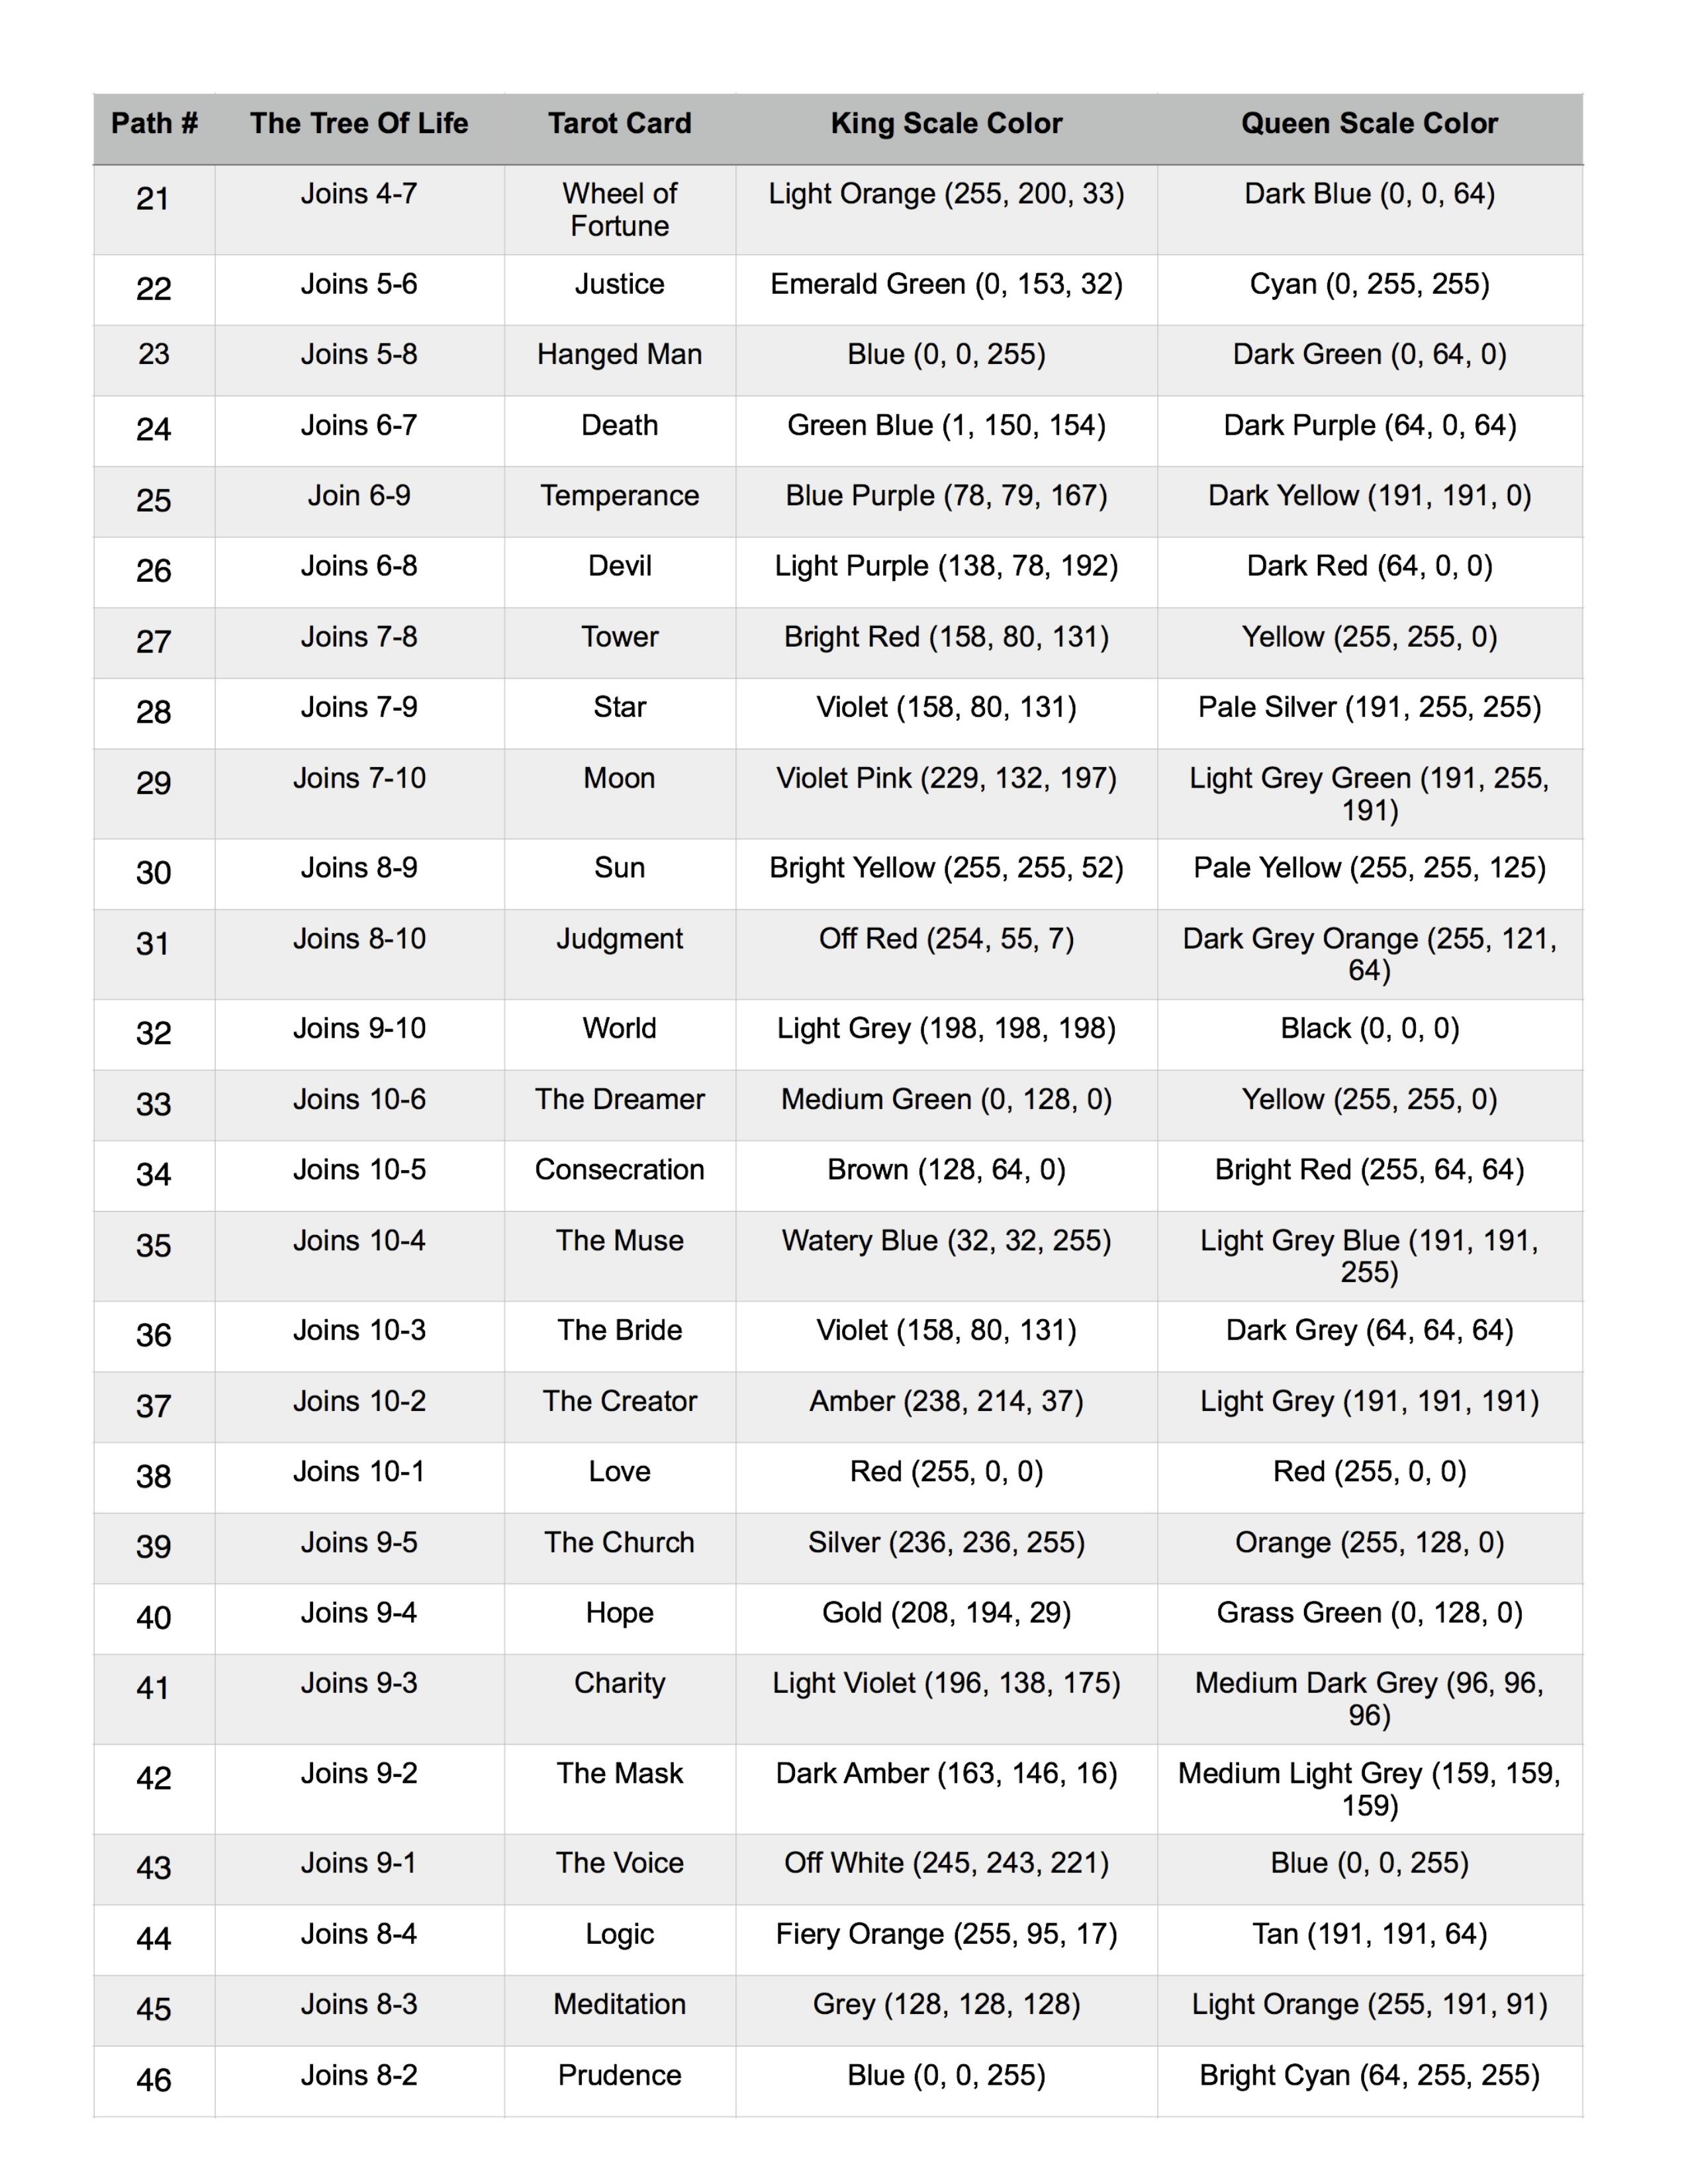 Path # The Tree Of Life Tarot Card King Scale Color Queen Scale Color
21 Joins 4-7 Wheel of Light Orange (255, 200, 33) Dark Blue (0, 0, 64)
Fortune
22 Joins 5-6 Justice Emerald Green (0, 153, 32) Cyan (0, 255, 255)
23 Joins 5-8 Hanged Man Blue (0, 0, 255) Dark Green (0, 64, 0)
24 Joins 6-7 Death Green Blue (1, 150, 154) Dark Purple (64, 0, 64)
25 Join 6-9 Temperance Blue Purple (78, 79, 167) Dark Yellow (191, 191, 0)
26 Joins 6-8 Devil Light Purple (138, 78, 192) Dark Red (64, 0, 0)
27 Joins 7-8 Tower Bright Red (158, 80, 131) Yellow (255, 255, 0)
28 Joins 7-9 Star Violet (158, 80, 131) Pale Silver (191, 255, 255)
29 Joins 7-10 Moon Violet Pink (229, 132, 197) Light Grey Green (191, 255,
191)
30 Joins 8-9 Sun Bright Yellow (255, 255, 52) Pale Yellow (255, 255, 125)
31 Joins 8-10 Judgment Off Red (254, 55, 7) Dark Grey Orange (255, 121,
64)
32 Joins 9-10 World Light Grey (198, 198, 198) Black (0, 0, 0)
33 Joins 10-6 The Dreamer Medium Green (0, 128, 0) Yellow (255, 255, 0)
34 Joins 10-5 Consecration Brown (128, 64, 0) Bright Red (255, 64, 64)
35 Joins 10-4 The Muse Watery Blue (32, 32, 255) Light Grey Blue (191, 191,
255)
36 Joins 10-3 The Bride Violet (158, 80, 131) Dark Grey (64, 64, 64)
37 Joins 10-2 The Creator Amber (238, 214, 37) Light Grey (191, 191, 191)
38 Joins 10-1 Love Red (255, 0, 0) Red (255, 0, 0)
39 Joins 9-5 The Church Silver (236, 236, 255) Orange (255, 128, 0)
40 Joins 9-4 Hope Gold (208, 194, 29) Grass Green (0, 128, 0)
41 Joins 9-3 Charity Light Violet (196, 138, 175) Medium Dark Grey (96, 96,
96)
42 Joins 9-2 The Mask Dark Amber (163, 146, 16) Medium Light Grey (159, 159,
159)
43 Joins 9-1 The Voice Off White (245, 243, 221) Blue (0, 0, 255)
44 Joins 8-4 Logic Fiery Orange (255, 95, 17) Tan (191, 191, 64)
45 Joins 8-3 Meditation Grey (128, 128, 128) Light Orange (255, 191, 91)
46 Joins 8-2 Prudence Blue (0, 0, 255) Bright Cyan (64, 255, 255)